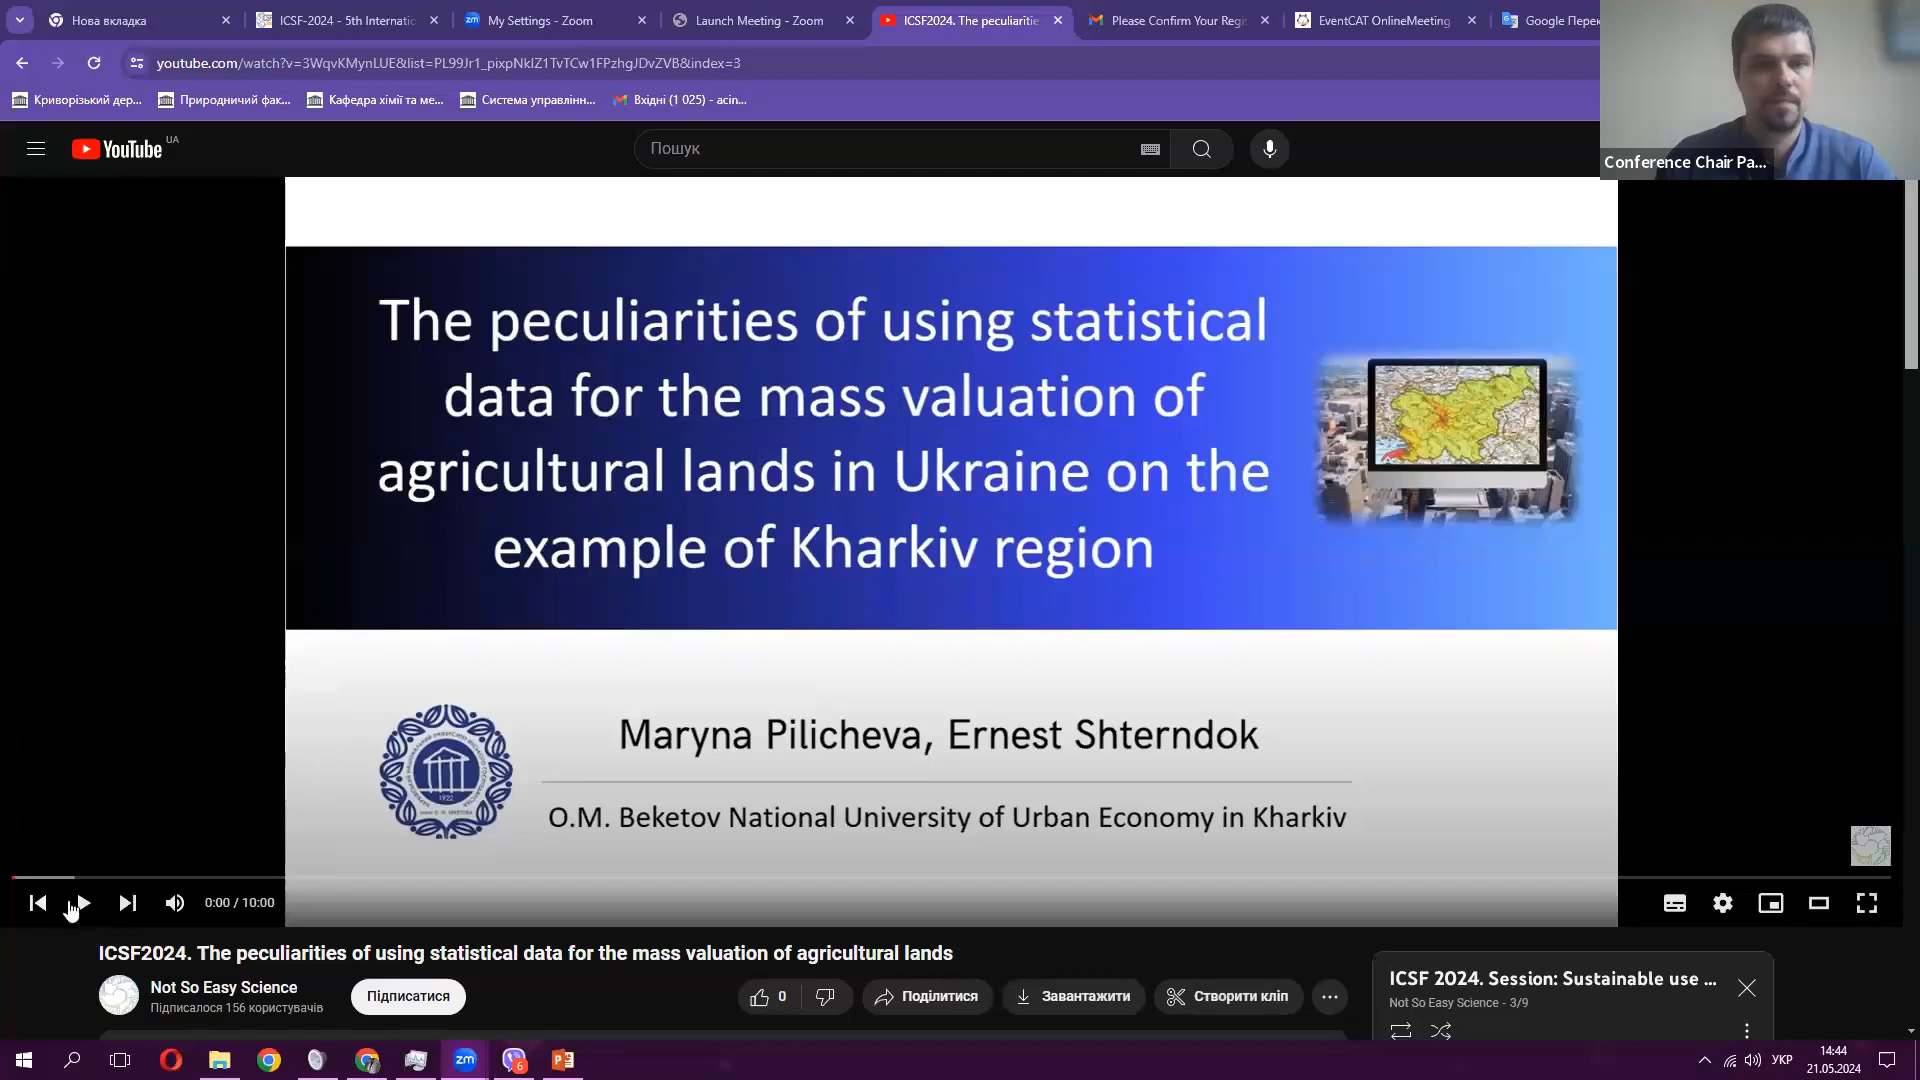 Нова вкладка
ICSF-2024 - 5th Internatio
My Settings - Zoom
Launch Meeting - Zoom
ICSF2024. The peculiaritie
Please Confirm Your Regi
EventCAT OnlineMeeting
Google Перек
youtube.com/watch?v=3WqvKMynLUE&list=PL99Jr1_pixpNklZ1TvTCw1FPzhgJDvZVB&index=3
Криворізький дер...
Природничий фак...
Кафедра хімії та ме...
Система управлінн...
Вхідні (1 025) - acin...
Conference Chair Pa...
YouTube UA
Пошук
The peculiarities of using statistical
data for the mass valuation of
agricultural lands in Ukraine on the
example of Kharkiv region
Maryna Pilicheva, Ernest Shterndok
1922
O.M. Beketov National University of Urban Economy in Kharkiv
0:00 / 10:00
ICSF2024. The peculiarities of using statistical data for the mass valuation of agricultural lands
Not So Easy Science
Підписалося 156 користувачів
Підписатися
0
Поділитися
Завантажити
Створити кліп
ICSF 2024. Session: Sustainable use ...
Not So Easy Science - 3/9
zm
6
УКР
14:44
21.05.2024